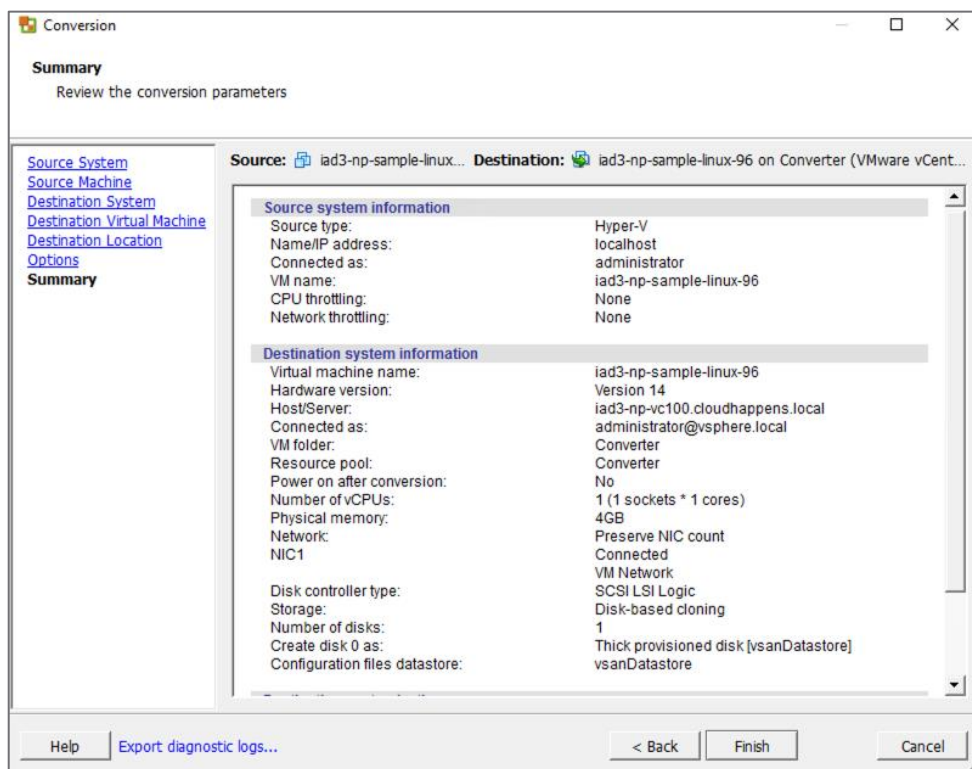 Conversion
Summary
Review the conversion parameters
Source System
Source Machine
Destination System
Destination Virtual Machine
Destination Location
Options
Summary
Source: iad3-np-sample-linux... Destination: iad3-np-sample-linux-96 on Converter (VMware vCent...
Source system information
Source type: Hyper-V
Name/IP address: localhost
Connected as: administrator
VM name: iad3-np-sample-linux-96
CPU throttling: None
Network throttling: None
Destination system information
Virtual machine name: iad3-np-sample-linux-96
Hardware version: Version 14
Host/Server: iad3-np-vc100.cloudhappens.local
Connected as: administrator@vsphere.local
VM folder: Converter
Resource pool: Converter
Power on after conversion: No
Number of vCPUs: 1 (1 sockets * 1 cores)
Physical memory: 4GB
Network: Preserve NIC count
NIC1 Connected
VM Network
Disk controller type: SCSI LSI Logic
Storage: Disk-based cloning
Number of disks: 1
Create disk 0 as: Thick provisioned disk [vsanDatastore]
Configuration files datastore: vsanDatastore
Help Export diagnostic logs... < Back Finish Cancel